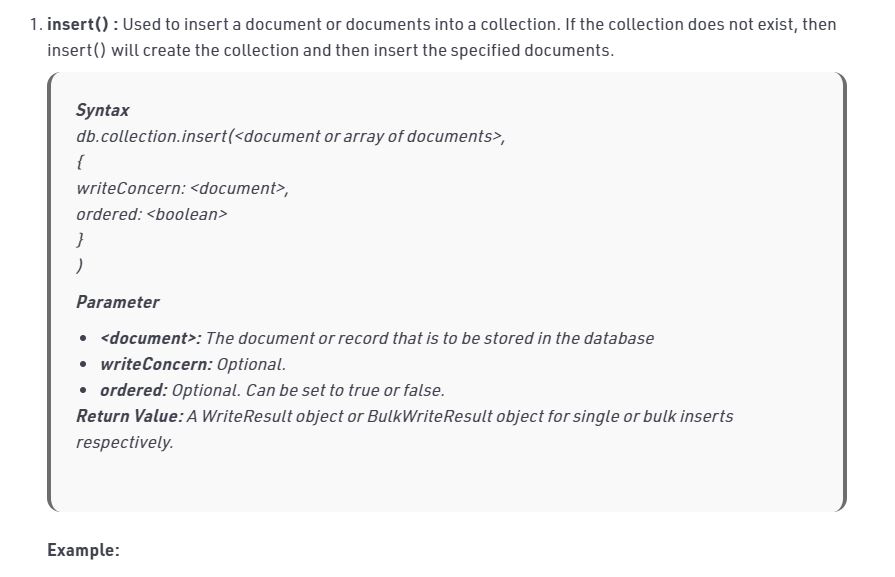 1. insert() : Used to insert a document or documents into a collection. If the collection does not exist, then
insert() will create the collection and then insert the specified documents.
Syntax
db.collection.insert(<document or array of documents>,
{
writeConcern: <document>,
ordered: <boolean>
}
)
Parameter
• <document>: The document or record that is to be stored in the database
• writeConcern: Optional.
• ordered: Optional. Can be set to true or false.
Return Value: A WriteResult object or BulkWriteResult object for single or bulk inserts
respectively.
Example: